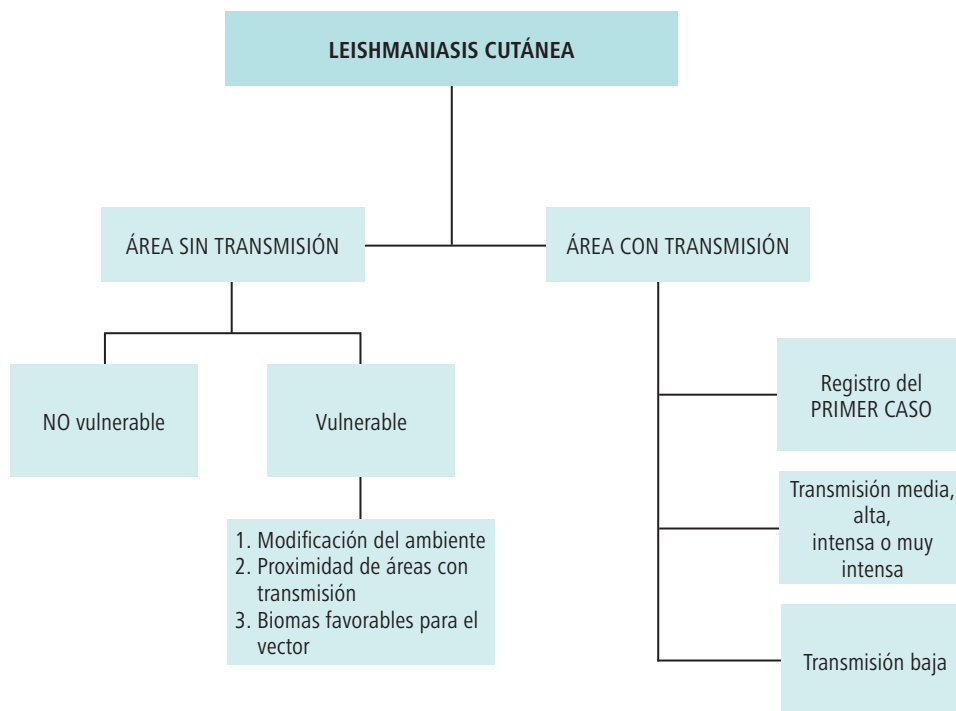 LEISHMANIASIS CUTÁNEA
ÁREA SIN TRANSMISIÓN
ÁREA CON TRANSMISIÓN
NO vulnerable
Vulnerable
1. Modificación del ambiente
2. Proximidad de áreas con
transmisión
3. Biomas favorables para el
vector
Registro del
PRIMER CASO
Transmisión media,
alta,
intensa o muy
intensa
Transmisión baja